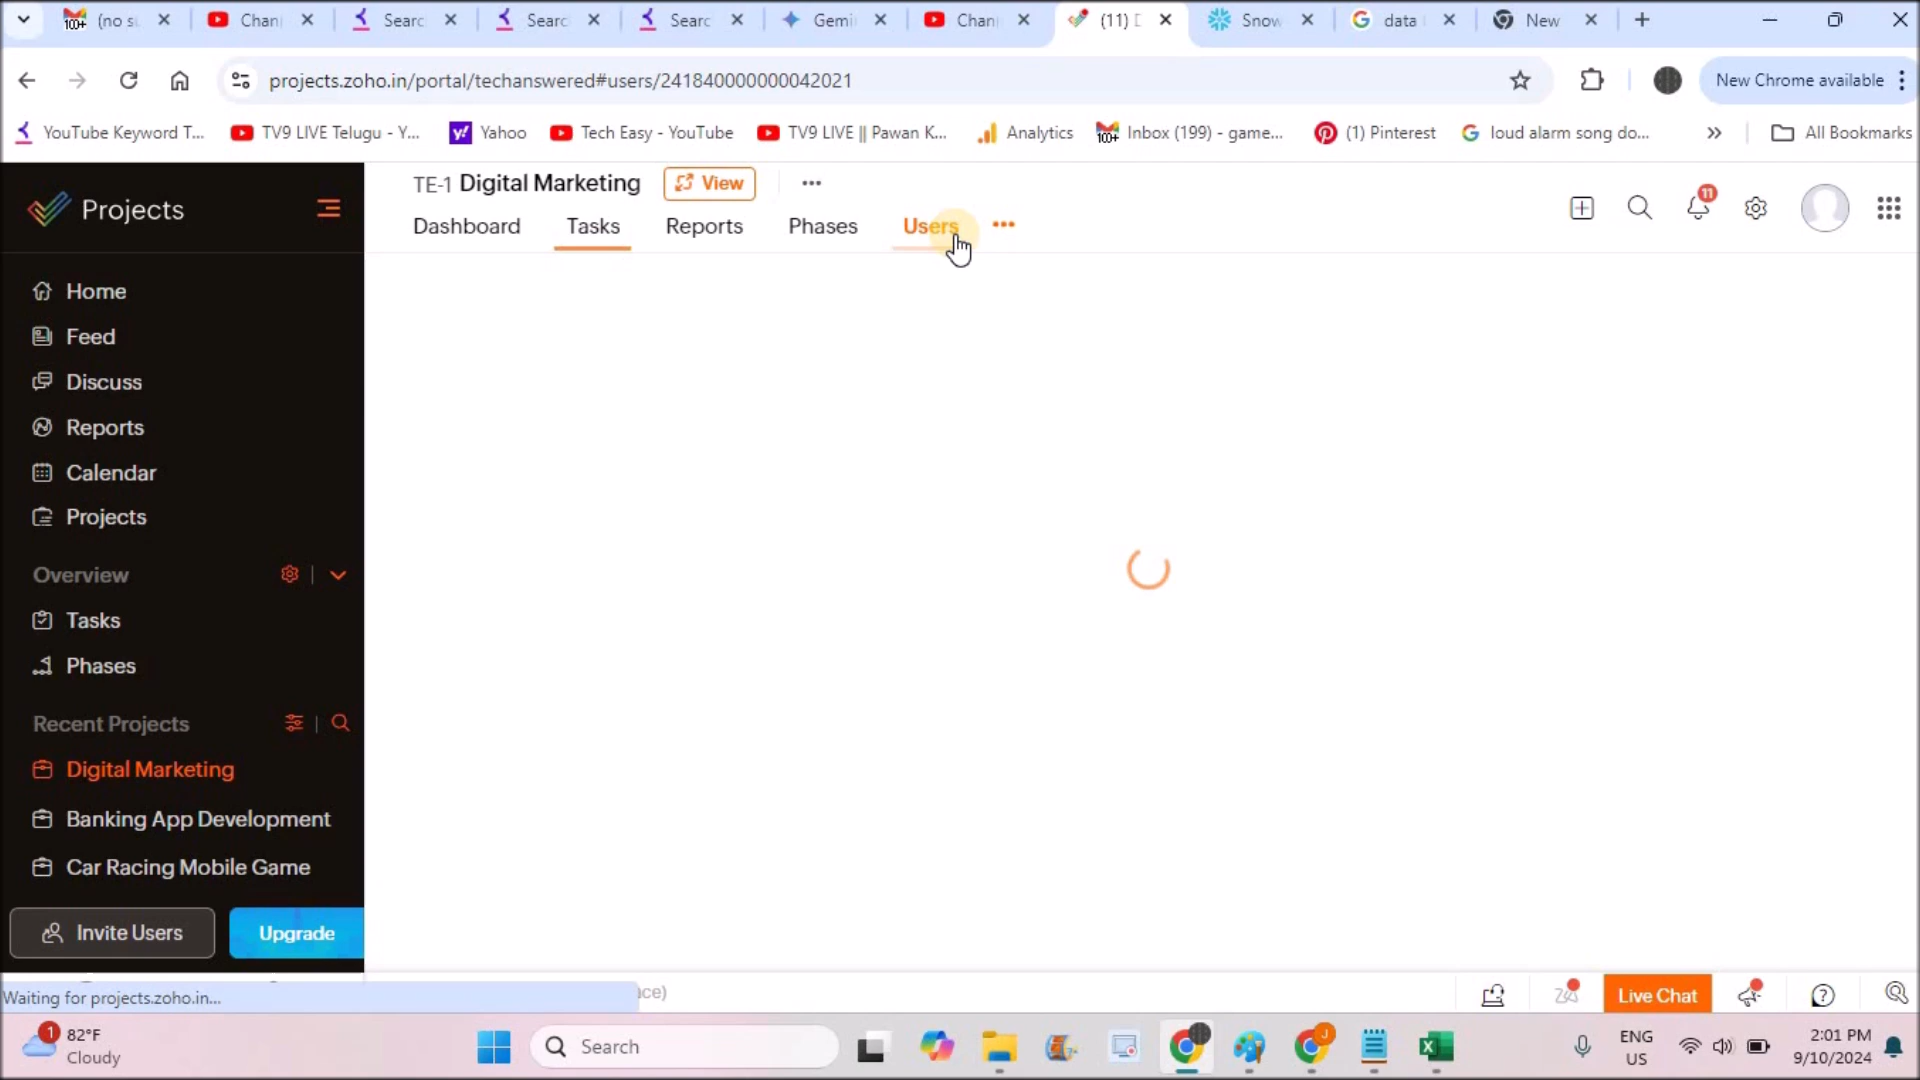 (no su
Chan
Searc
Searc
Searc
Gemi
Chan
(11) D
Snow
data
New
projects.zoho.in/portal/techanswered#users/241840000000042021
New Chrome available
YouTube Keyword T...
TV9 LIVE Telugu - Y...
Yahoo
Tech Easy - YouTube
TV9 LIVE || Pawan K...
Analytics
Inbox (199) - game...
(1) Pinterest
loud alarm song do...
All Bookmarks
Projects
TE-1 Digital Marketing
View
Dashboard
Tasks
Reports
Phases
Users
11
Home
Feed
Discuss
Reports
Calendar
Projects
Overview
Tasks
Phases
Recent Projects
Digital Marketing
Banking App Development
Car Racing Mobile Game
Invite Users
Upgrade
Waiting for projects.zoho.in...
ce)
Live Chat
1
82°F
Cloudy
Search
ENG
US
2:01 PM
9/10/2024